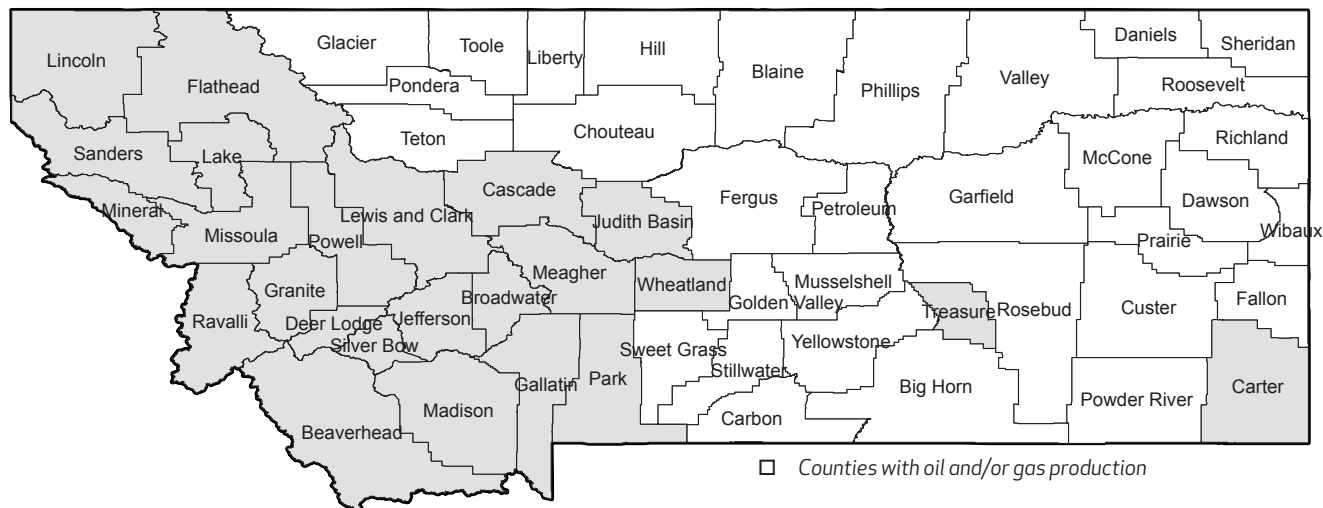 Glacier
Toole
Liberty
Hill
Blaine
Phillips
Valley
Daniels
Sheridan
Lincoln
Flathead
Pondera
Roosevelt
Teton
Chouteau
Richland
Sanders
Lake
McCone
Cascade
Judith Basin
Fergus
Petroleum
Garfield
Dawson
Wibaux
Mineral
Missoula
Powell
Lewis and Clark
Prairie
Meagher
Wheatland
Golden Valley
Musselshell
Granite
Broadwater
Treasure
Rosebud
Custer
Fallon
Ravalli
Deer Lodge
Jefferson
Silver Bow
Sweet Grass
Stillwater
Yellowstone
Gallatin
Park
Big Horn
Carter
Madison
Powder River
Beaverhead
Carbon
Counties with oil and/or gas production